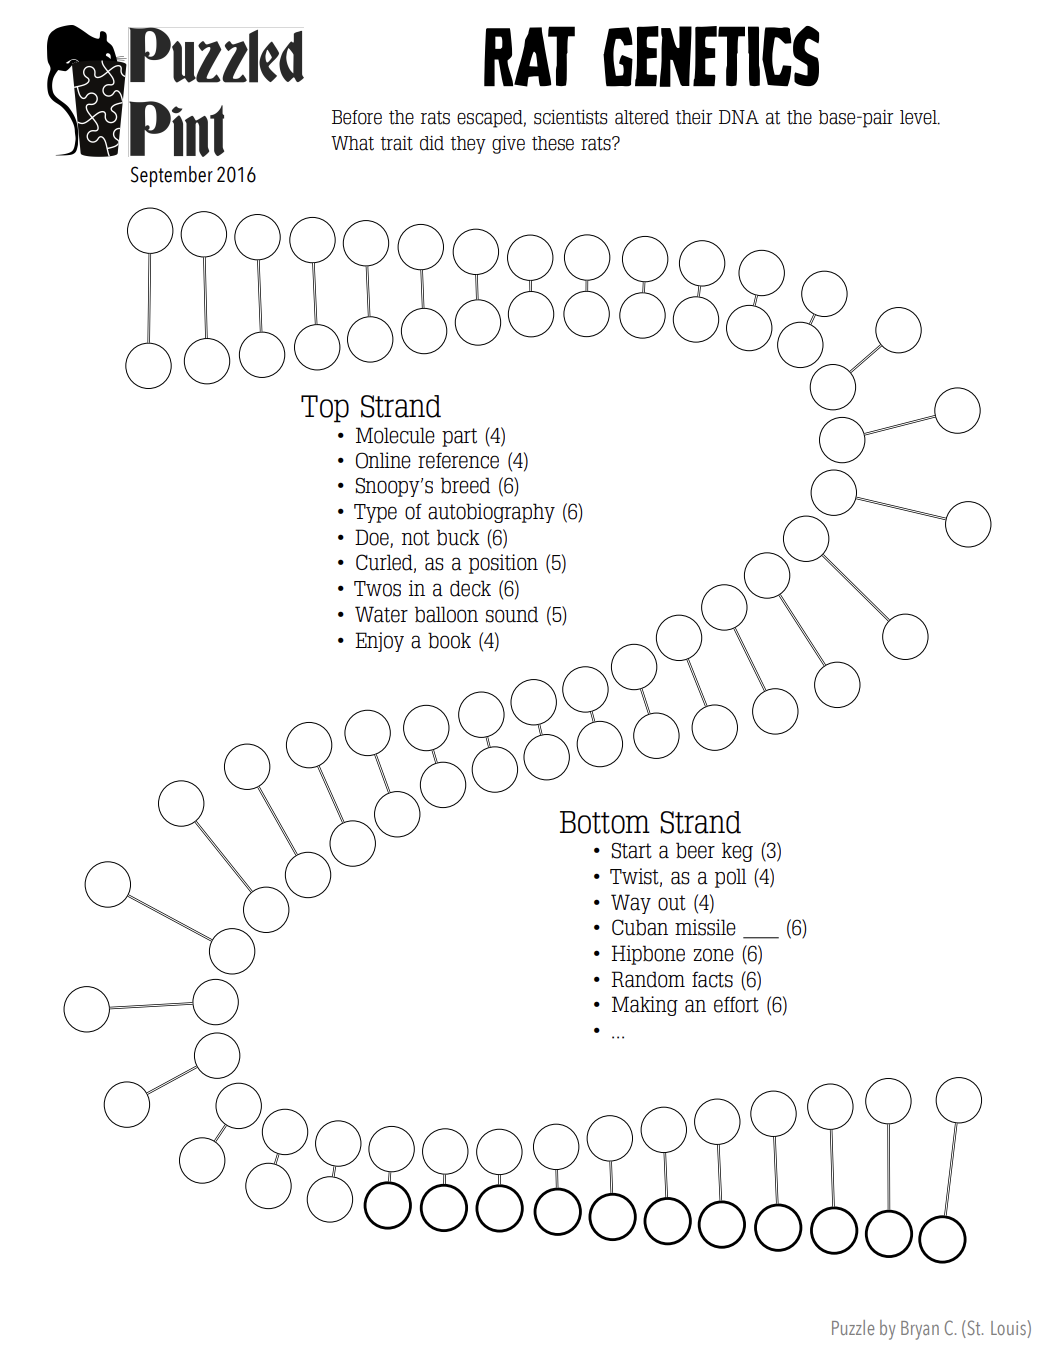 Puzzled
Pint
September 2016
RAT GENETICS
Before the rats escaped, scientists altered their DNA at the base-pair level.
What trait did they give these rats?
Top Strand
• Molecule part (4)
• Online reference (4)
• Snoopy's breed (6)
• Type of autobiography (6)
• Doe, not buck (6)
• Curled, as a position (5)
• Twos in a deck (6)
• Water balloon sound (5)
• Enjoy a book (4)
Bottom Strand
• Start a beer keg (3)
• Twist, as a poll (4)
• Way out (4)
• Cuban missile ____ (6)
• Hipbone zone (6)
• Random facts (6)
• Making an effort (6)
• ...
Puzzle by Bryan C. (St. Louis)